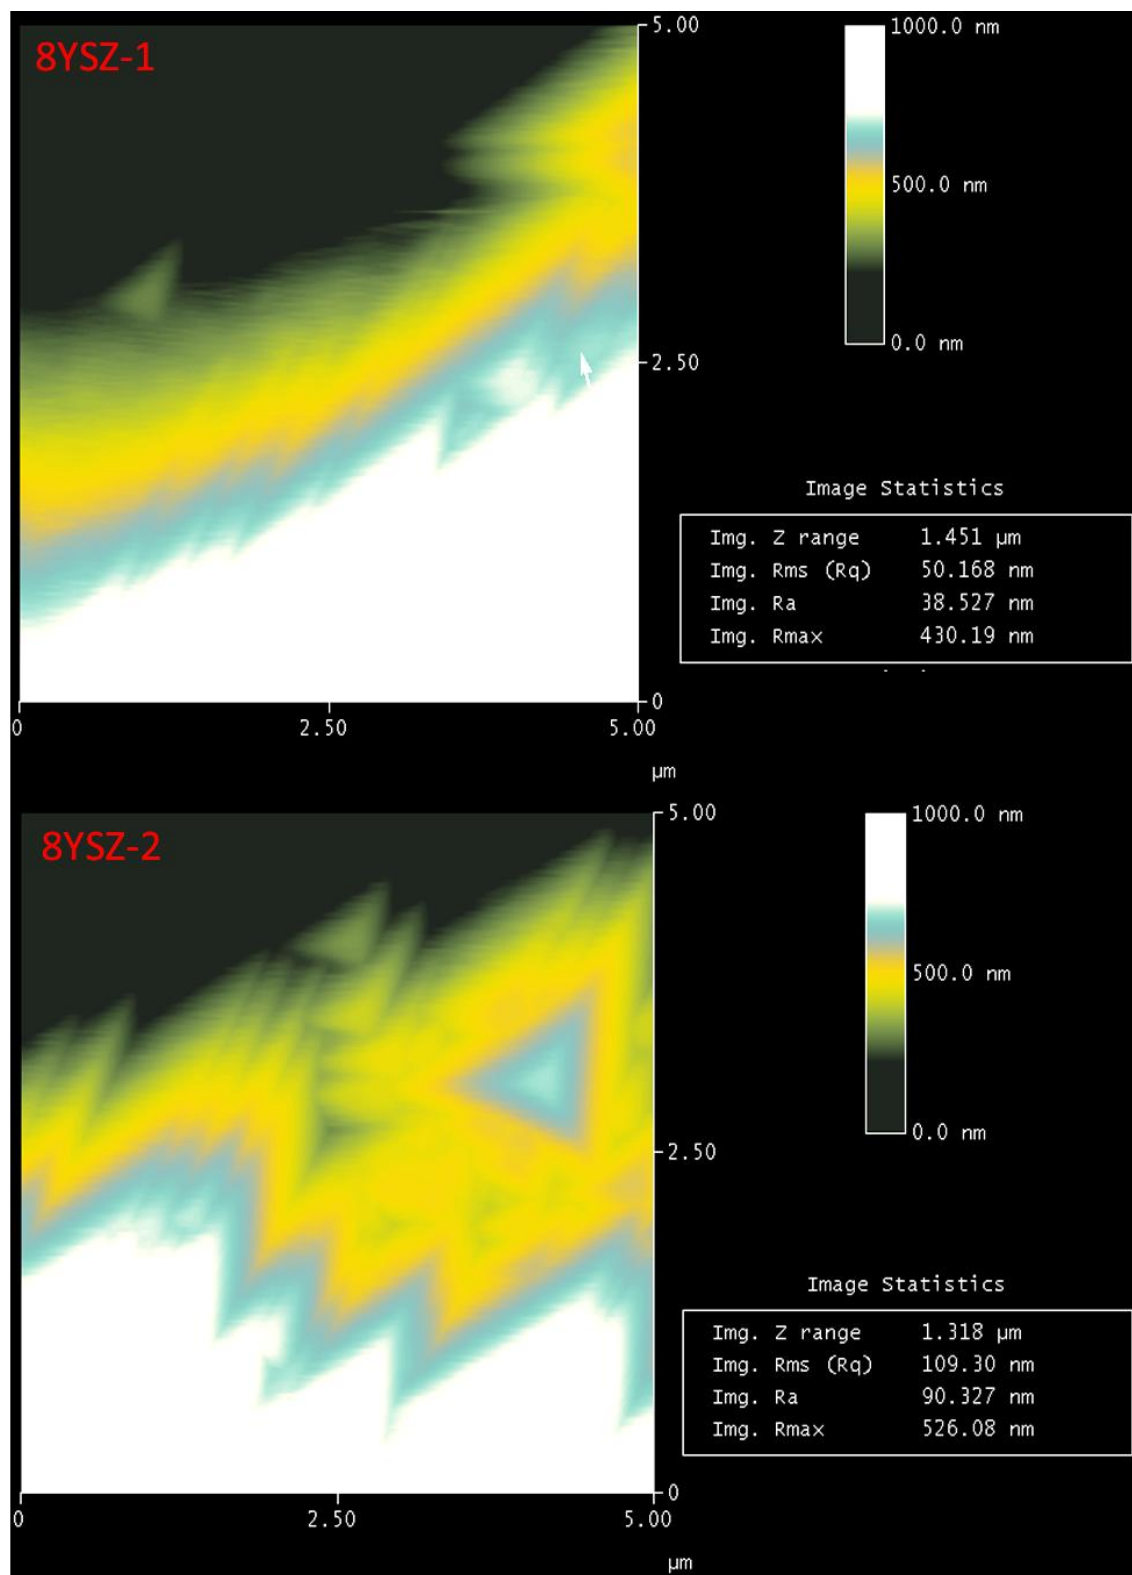 8YSZ-1
5.00
2.50
0
0 2.50 5.00
µm
1000.0 nm
500.0 nm
0.0 nm
Image Statistics
Img. Z range 1.451 µm
Img. Rms (Rq) 50.168 nm
Img. Ra 38.527 nm
Img. Rmax 430.19 nm
8YSZ-2
5.00
2.50
0
0 2.50 5.00
µm
1000.0 nm
500.0 nm
0.0 nm
Image Statistics
Img. Z range 1.318 µm
Img. Rms (Rq) 109.30 nm
Img. Ra 90.327 nm
Img. Rmax 526.08 nm